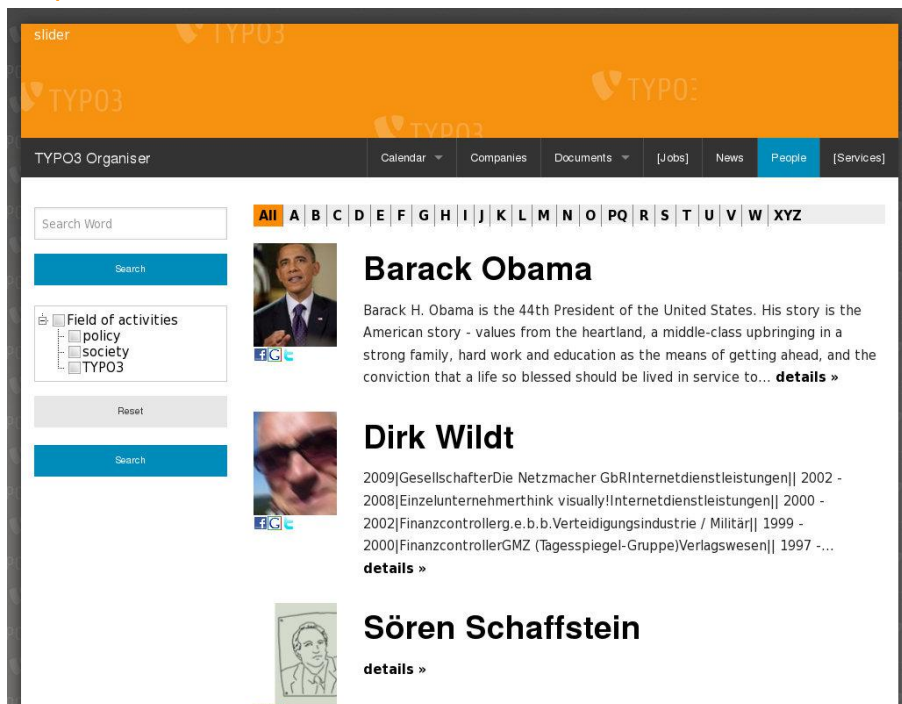 slider
TYPO3
TYPO3
TYPO3
TYPO3
TYPO3 Organiser
Calendar Companies Documents [Jobs] News People [Services]
Search Word
Search
Field of activities
policy
society
TYPO3
Reset
Search
All A B C D E F G H I J K L M N O PQ R S T U V W XYZ
Barack Obama
Barack H. Obama is the 44th President of the United States. His story is the
American story - values from the heartland, a middle-class upbringing in a
strong family, hard work and education as the means of getting ahead, and the
conviction that a life so blessed should be lived in service to... details »
Dirk Wildt
2009|GesellschafterDie Netzmacher GbRInternetdienstleistungen|| 2002 -
2008|Einzelunternehmerthink visually!Internetdienstleistungen|| 2000 -
2002|Finanzcontrollerg.e.b.b.Verteidigungsindustrie / Militär|| 1999 -
2000|FinanzcontrollerGMZ (Tagesspiegel-Gruppe)Verlagswesen|| 1997 -...
details »
Sören Schaffstein
details »